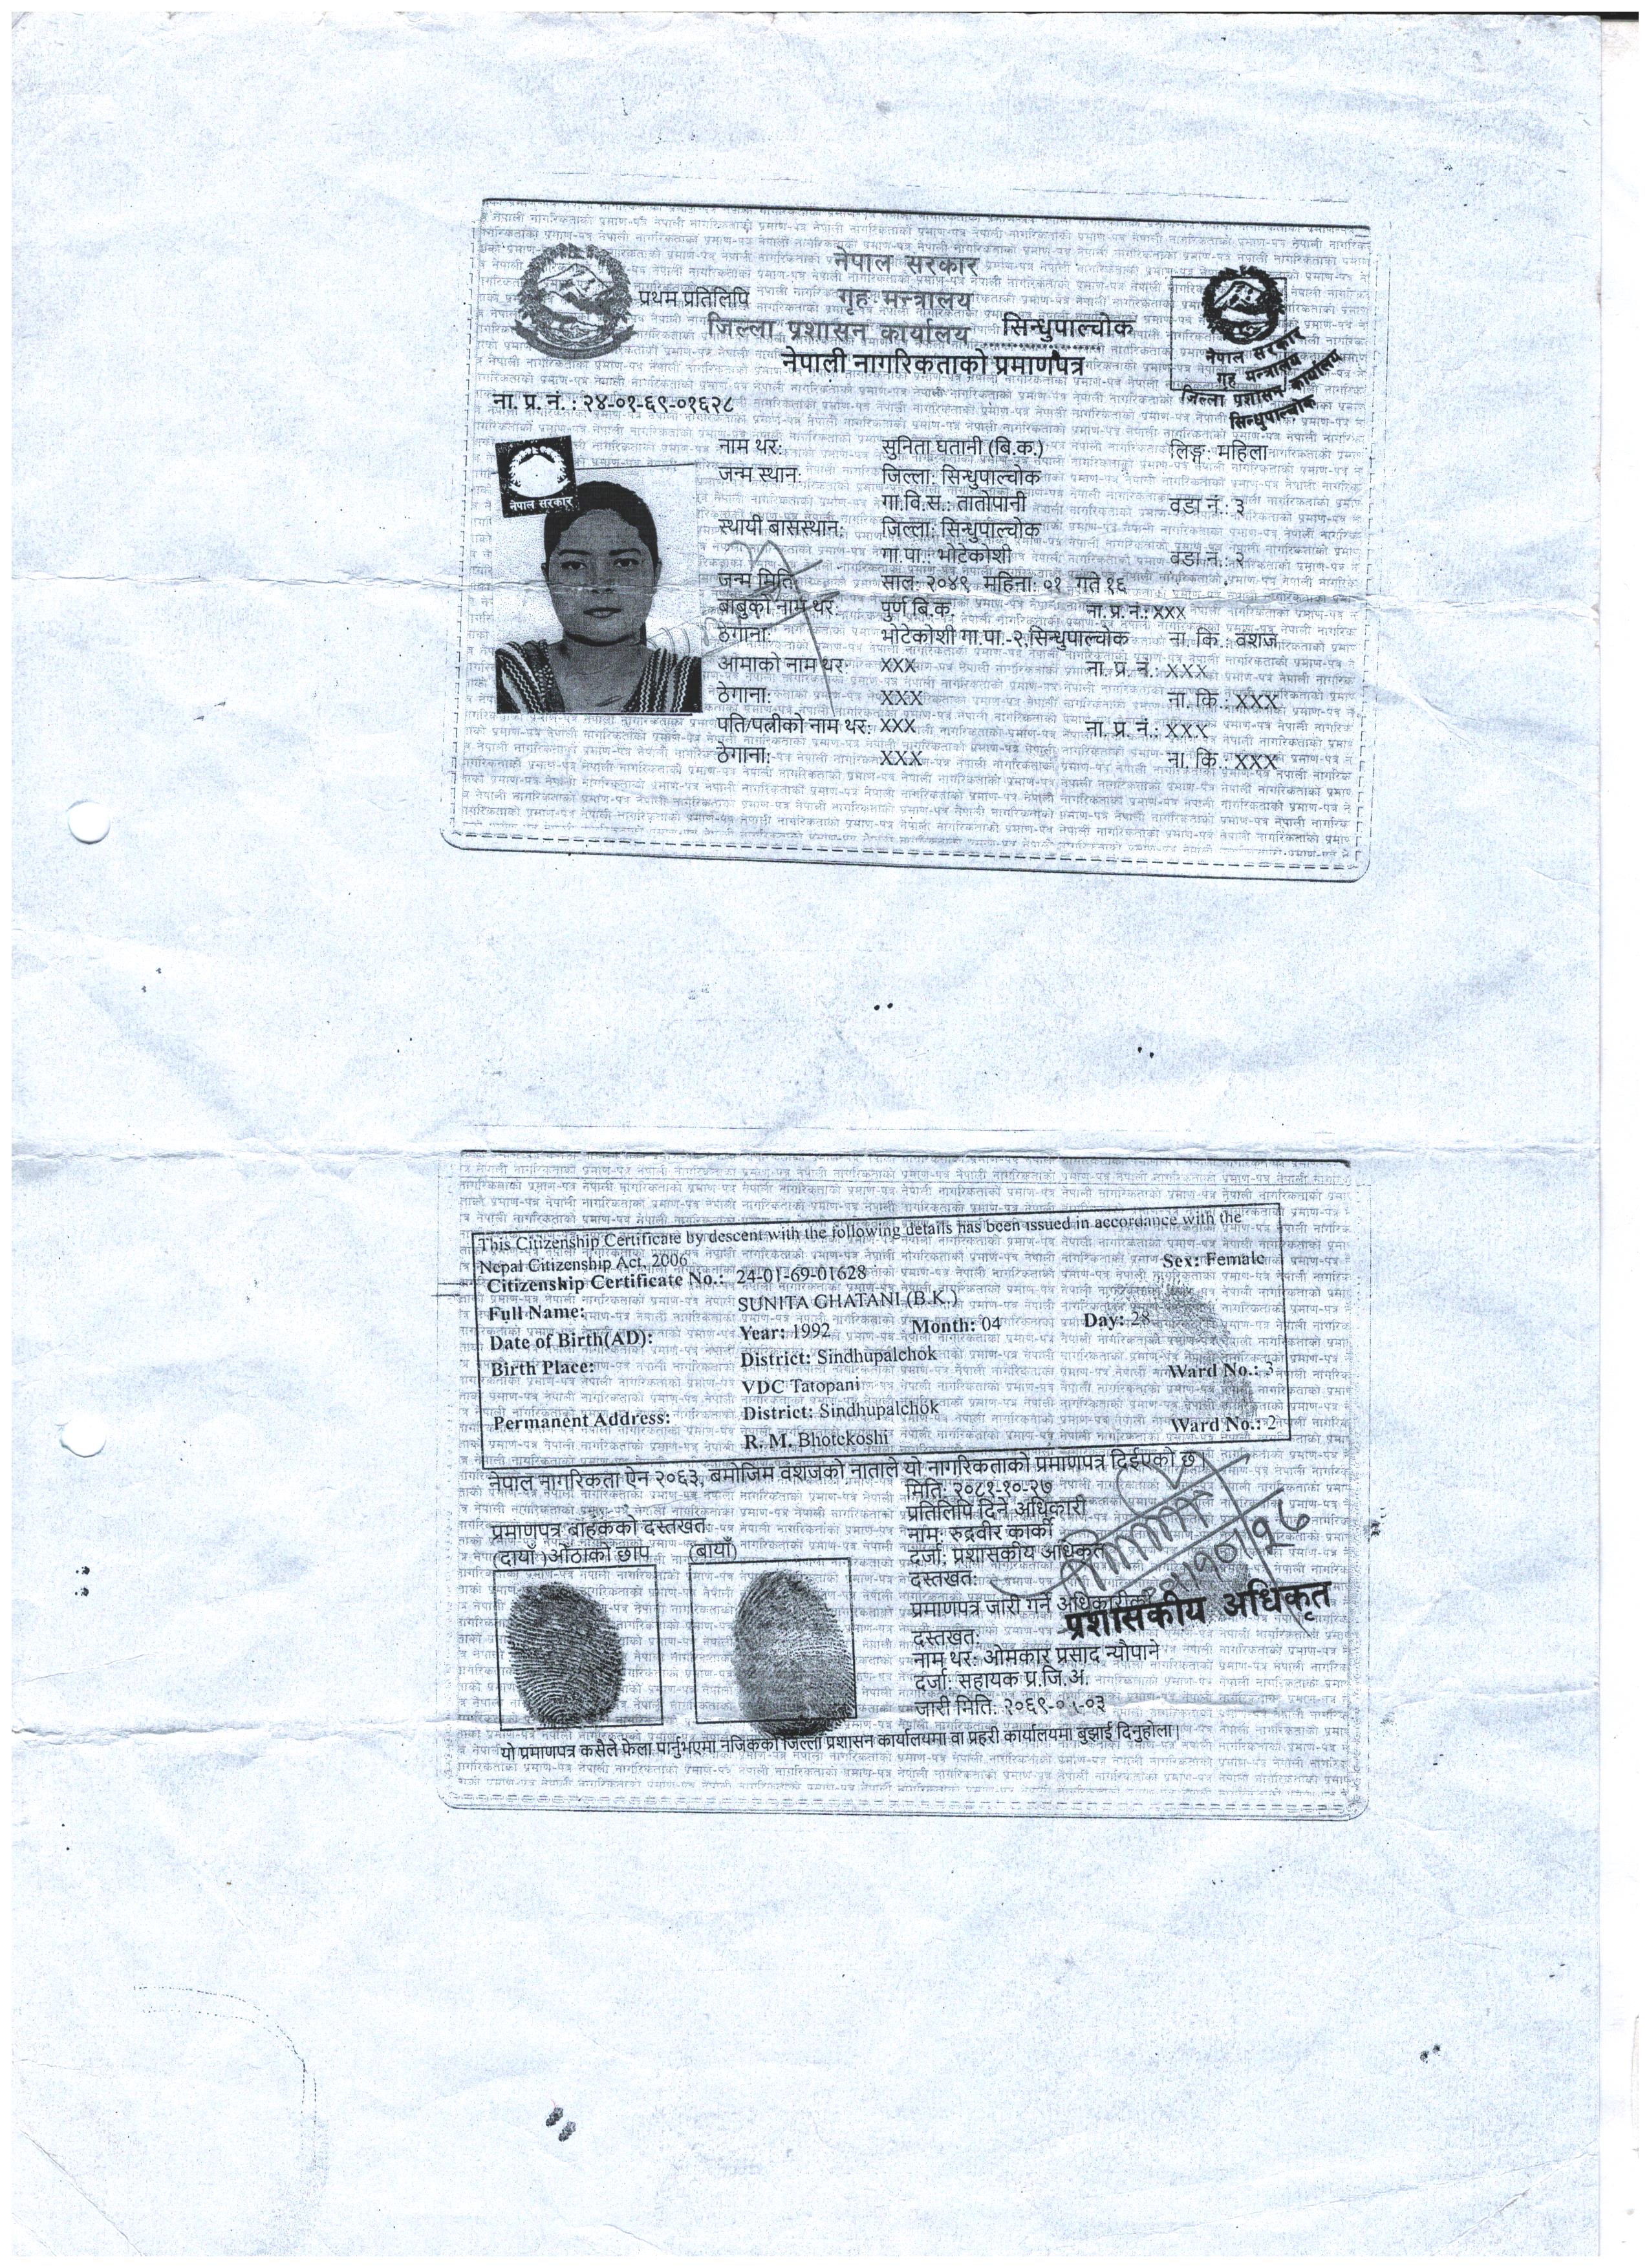 नेपाल सरकार
प्रथम प्रतिलिपि गृह मन्त्रालय
जिल्ला प्रशासन कार्यालय सिन्धुपाल्चोक
नेपाली नागरिकताको प्रमाणपत्र
नेपाल सरकार
गृह मन्त्रालय
जिल्ला प्रशासन कार्यालय
सिन्धुपाल्चोक
ना. प्र. नं. : २४-०१-६९-०१६२८
नेपाल सरकार
नाम थर: सुनिता घतानी (बि.क.) लिङ्ग: महिला
जन्म स्थान: जिल्ला: सिन्धुपाल्चोक
गा.वि.स.: तातोपानी वडा नं.: ३
स्थायी बासस्थान: जिल्ला: सिन्धुपाल्चोक
गा.पा.: भोटेकोशी वडा नं.: २
जन्म मिति: साल: २०४९ महिना: ०१ गते १६
बाबुको नाम थर: पुर्ण बि.क. ना. प्र. नं.: XXX
ठेगाना: भोटेकोशी गा.पा.-२,सिन्धुपाल्चोक ना. कि.: वंशज
आमाको नाम थर: XXX ना. प्र. नं.: XXX
ठेगाना: XXX ना. कि.: XXX
पति/पत्नीको नाम थर: XXX ना. प्र. नं.: XXX
ठेगाना: XXX ना. कि.: XXX
This Citizenship Certificate by descent with the following details has been issued in accordance with the
Nepal Citizenship Act, 2006
Citizenship Certificate No.: 24-01-69-01628 Sex: Female
Full Name: SUNITA GHATANI (B.K.)
Date of Birth(AD): Year: 1992 Month: 04 Day: 28
Birth Place: District: Sindhupalchok
VDC Tatopani Ward No.: 3
Permanent Address: District: Sindhupalchok
R. M. Bhotekoshi Ward No.: 2
नेपाल नागरिकता ऐन २०६३, बमोजिम वंशजको नाताले यो नागरिकताको प्रमाणपत्र दिईएको छ।
मिति: २०८१-१०-२७
प्रतिलिपि दिने अधिकारी
प्रमाणपत्र बाहकको दस्तखत: नाम: रुद्रवीर कार्की
(दायाँ) औंठाको छाप (बायाँ) दर्जा: प्रशासकीय अधिकृत
दस्तखत:
प्रमाणपत्र जारी गर्ने अधिकारीको
प्रशासकीय अधिकृत
दस्तखत:
नाम थर: ओमकार प्रसाद न्यौपाने
दर्जा: सहायक प्र.जि.अ.
जारी मिति: २०६९
यो प्रमाणपत्र कसैले फेला पार्नुभएमा नजिकको जिल्ला प्रशासन कार्यालयमा वा प्रहरी कार्यालयमा बुझाई दिनुहोला।